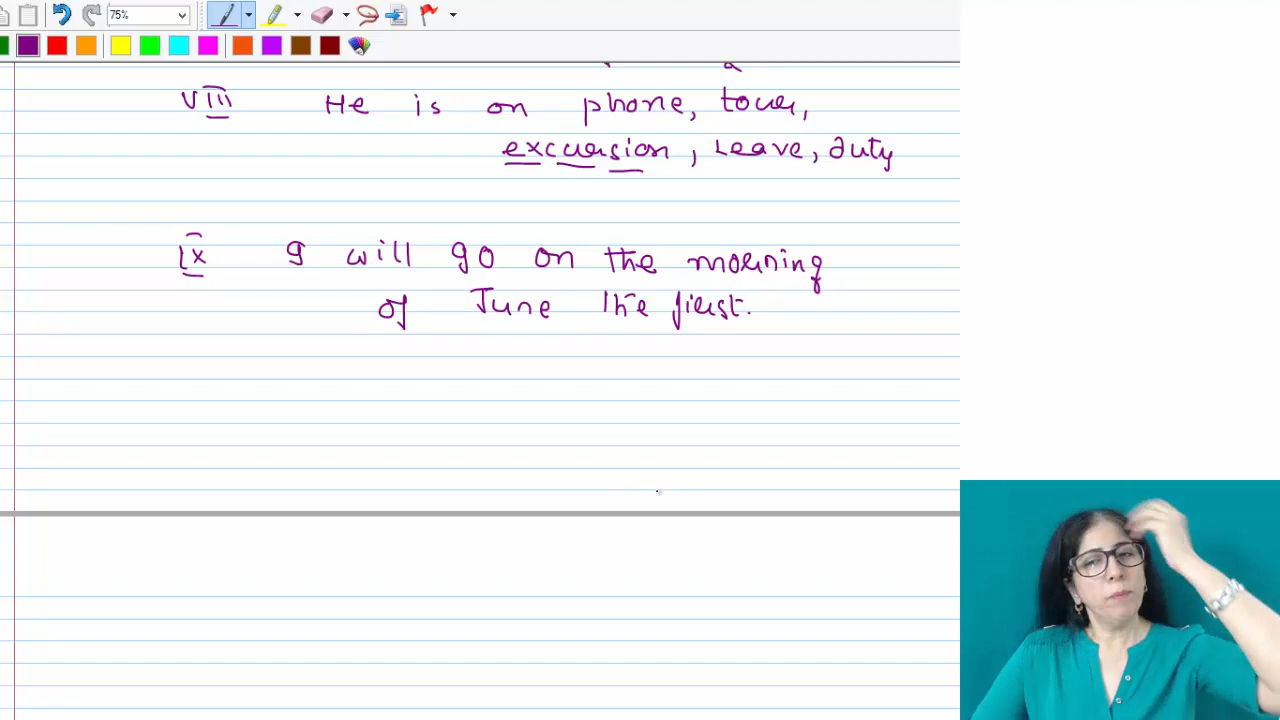 75%
VIII He is on phone, tour,
excursion, Leave, duty
IX I will go on the morning
of June the first.